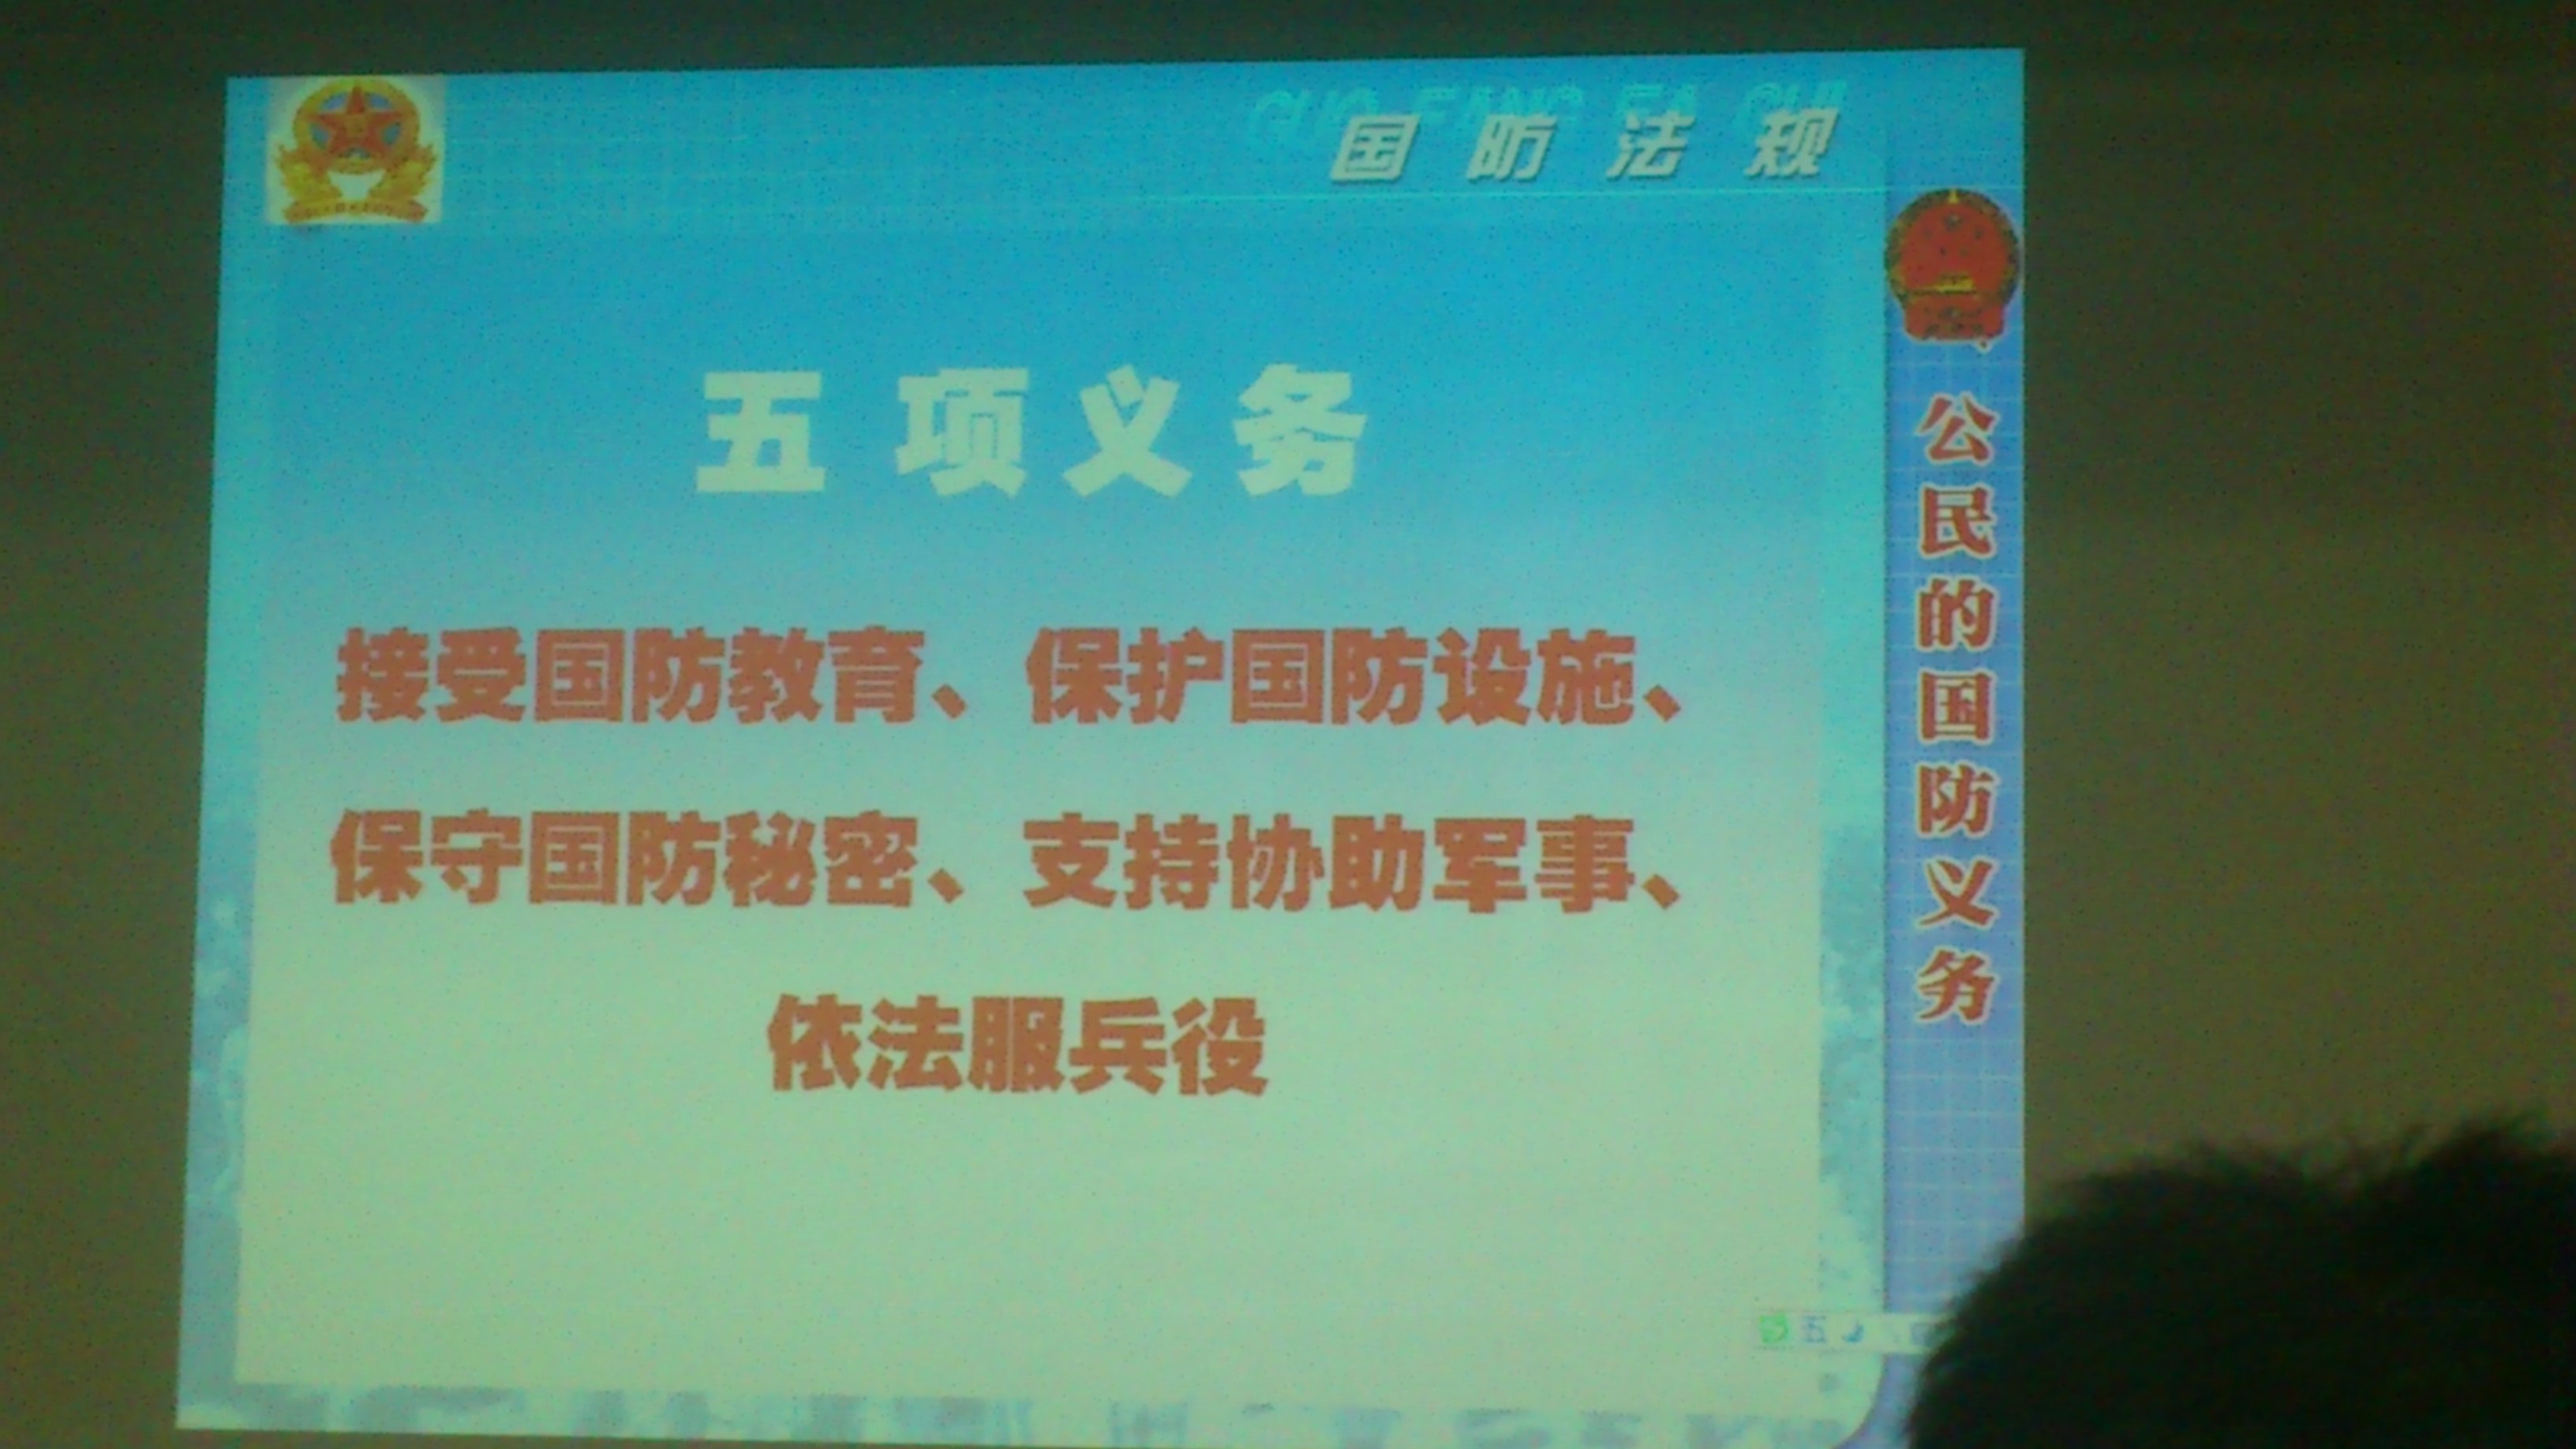 GUO FANG FA GUI
国防法规
五项义务
接受国防教育、保护国防设施、
保守国防秘密、支持协助军事、
依法服兵役
公民的国防义务
五